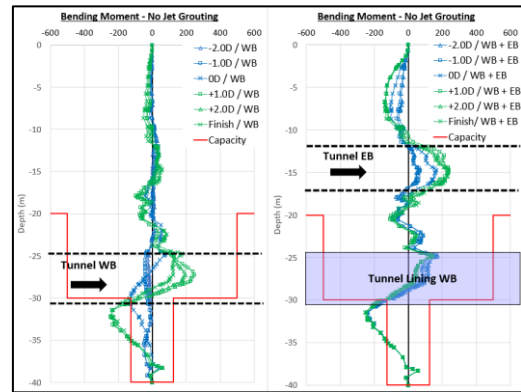 Bending Moment - No Jet Grouting
-600 -400 -200 0 200 400 600
0
-5
-10
-15
-20
-25
-30
-35
-40
Depth (m)
-2.0D / WB
-1.0D / WB
0D / WB
+1.0D / WB
+2.0D / WB
Finish / WB
Capacity
Tunnel WB
Bending Moment - No Jet Grouting
-600 -400 -200 0 200 400 600
0
-5
-10
-15
-20
-25
-30
-35
-40
Depth (m)
-2.0D / WB + EB
-1.0D / WB + EB
0D / WB + EB
+1.0D / WB + EB
+2.0D / WB + EB
Finish / WB + EB
Capacity
Tunnel EB
Tunnel Lining WB